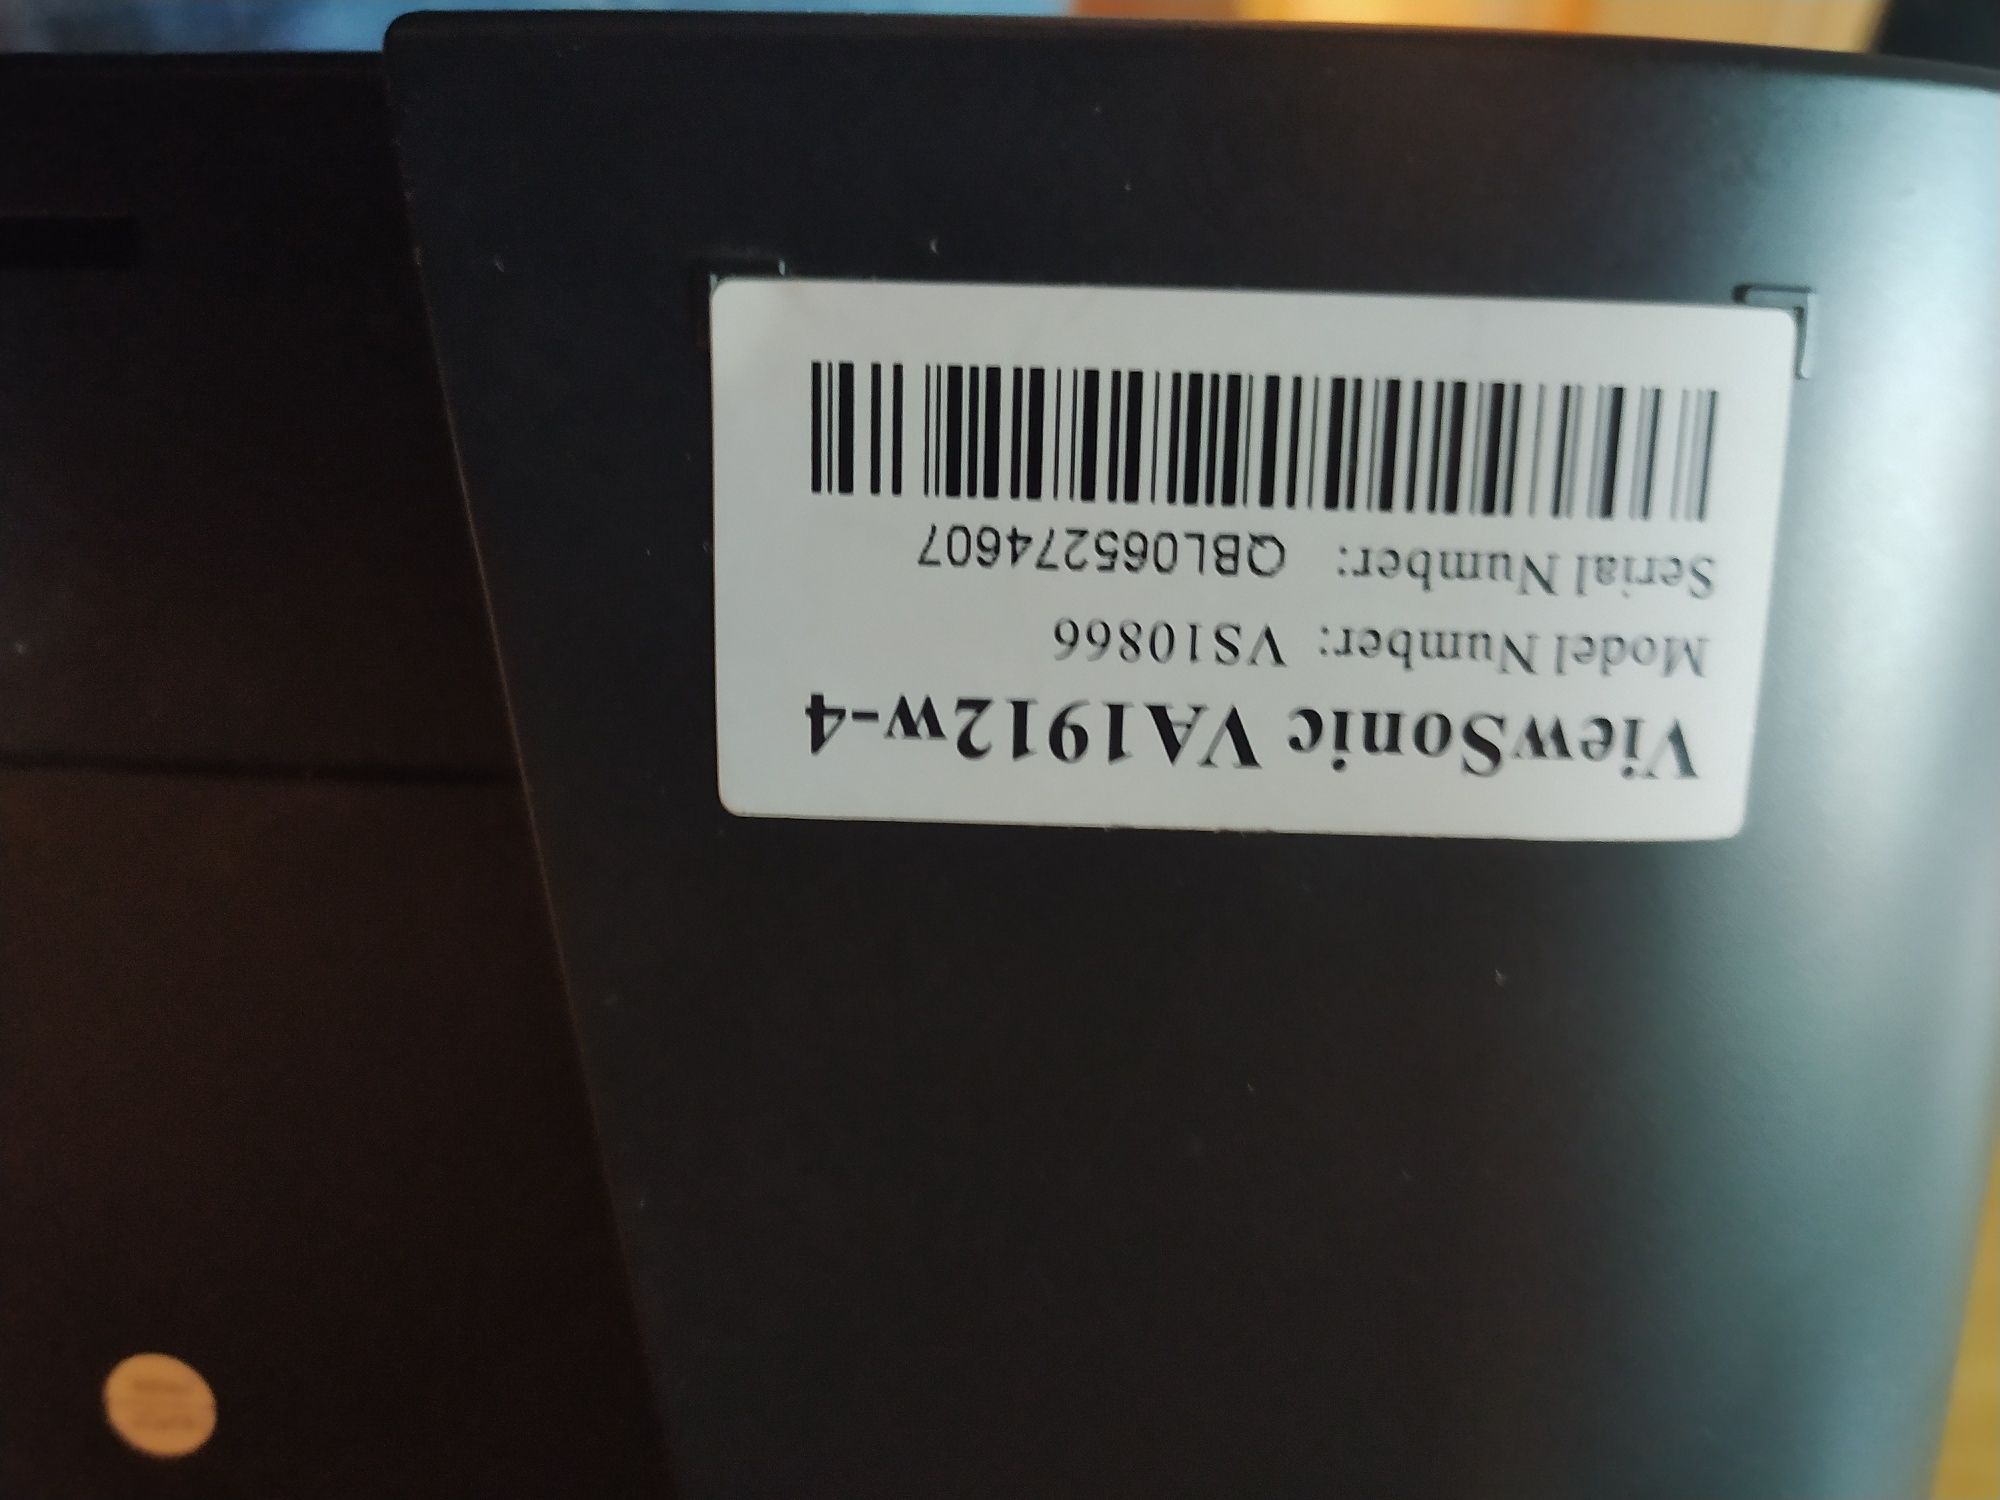 ViewSonic VA1912w-4
Model Number: VS10866
Serial Number: QBL065274607